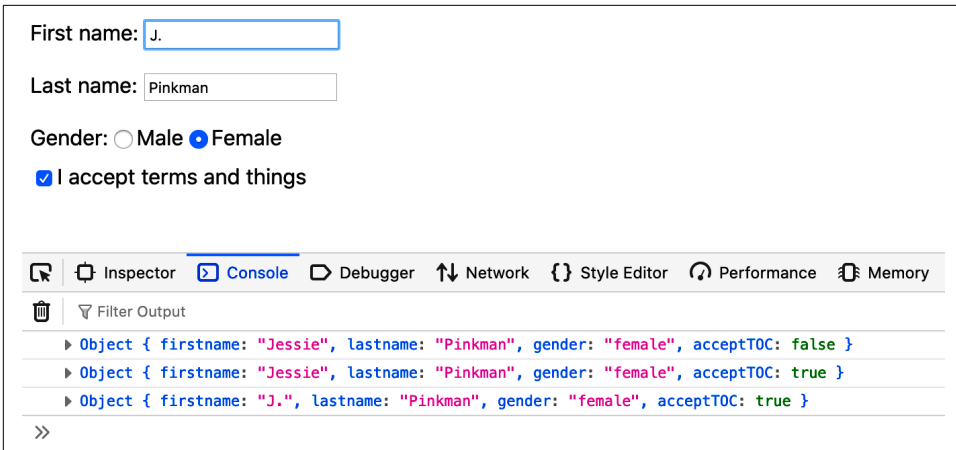 First name: J.
Last name: Pinkman
Gender: Male Female
I accept terms and things
Inspector Console Debugger Network Style Editor Performance Memory
Filter Output
Object { firstname: "Jessie", lastname: "Pinkman", gender: "female", acceptTOC: false }
Object { firstname: "Jessie", lastname: "Pinkman", gender: "female", acceptTOC: true }
Object { firstname: "J.", lastname: "Pinkman", gender: "female", acceptTOC: true }